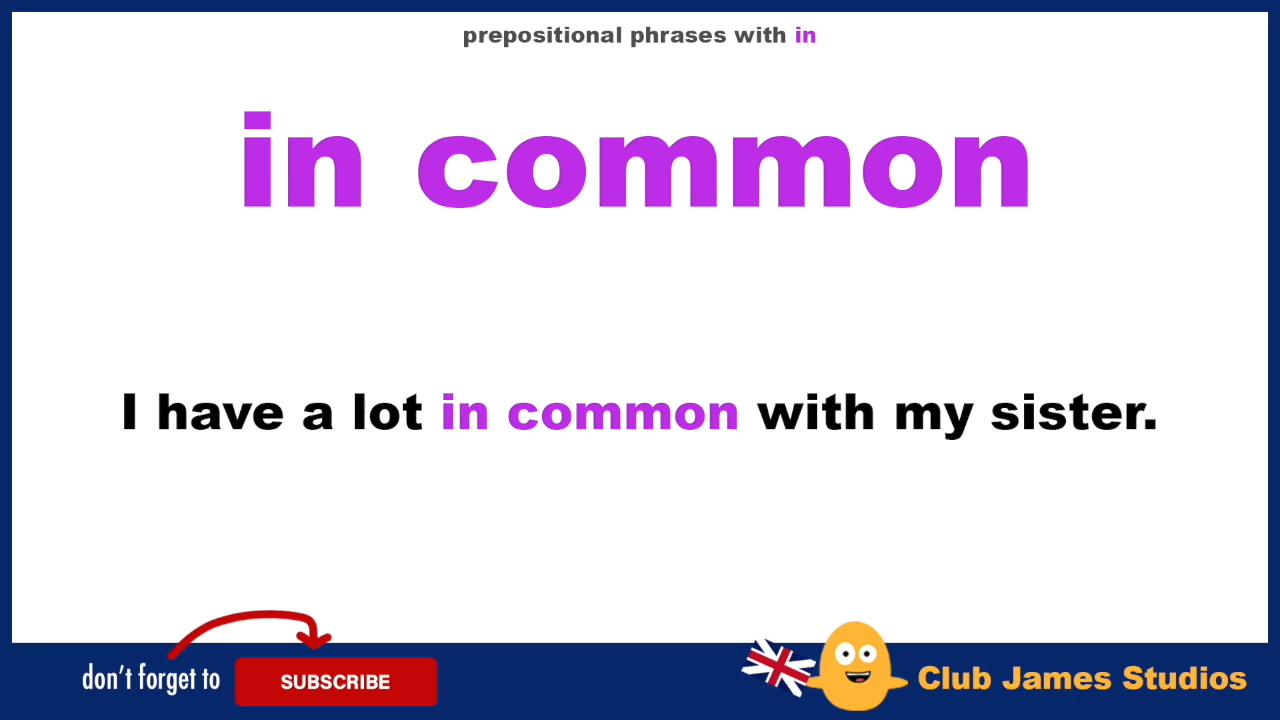 prepositional phrases with in
in common
I have a lot in common with my sister.
don't forget to SUBSCRIBE
Club James Studios